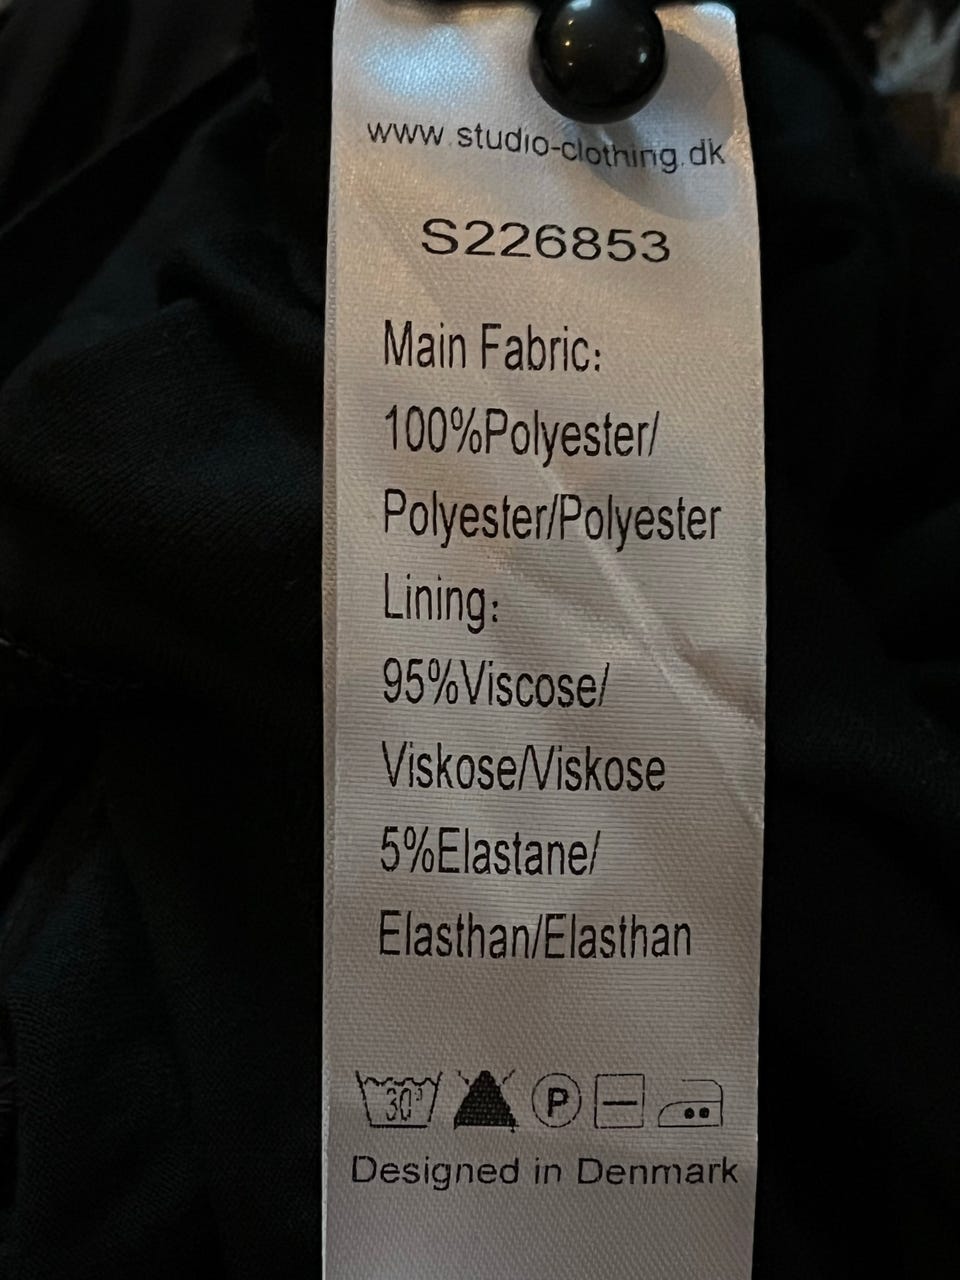 www.studio-clothing.dk
S226853
Main Fabric:
100%Polyester/
Polyester/Polyester
Lining:
95%Viscose/
Viskose/Viskose
5%Elastane/
Elasthan/Elasthan
30°
P
Designed in Denmark